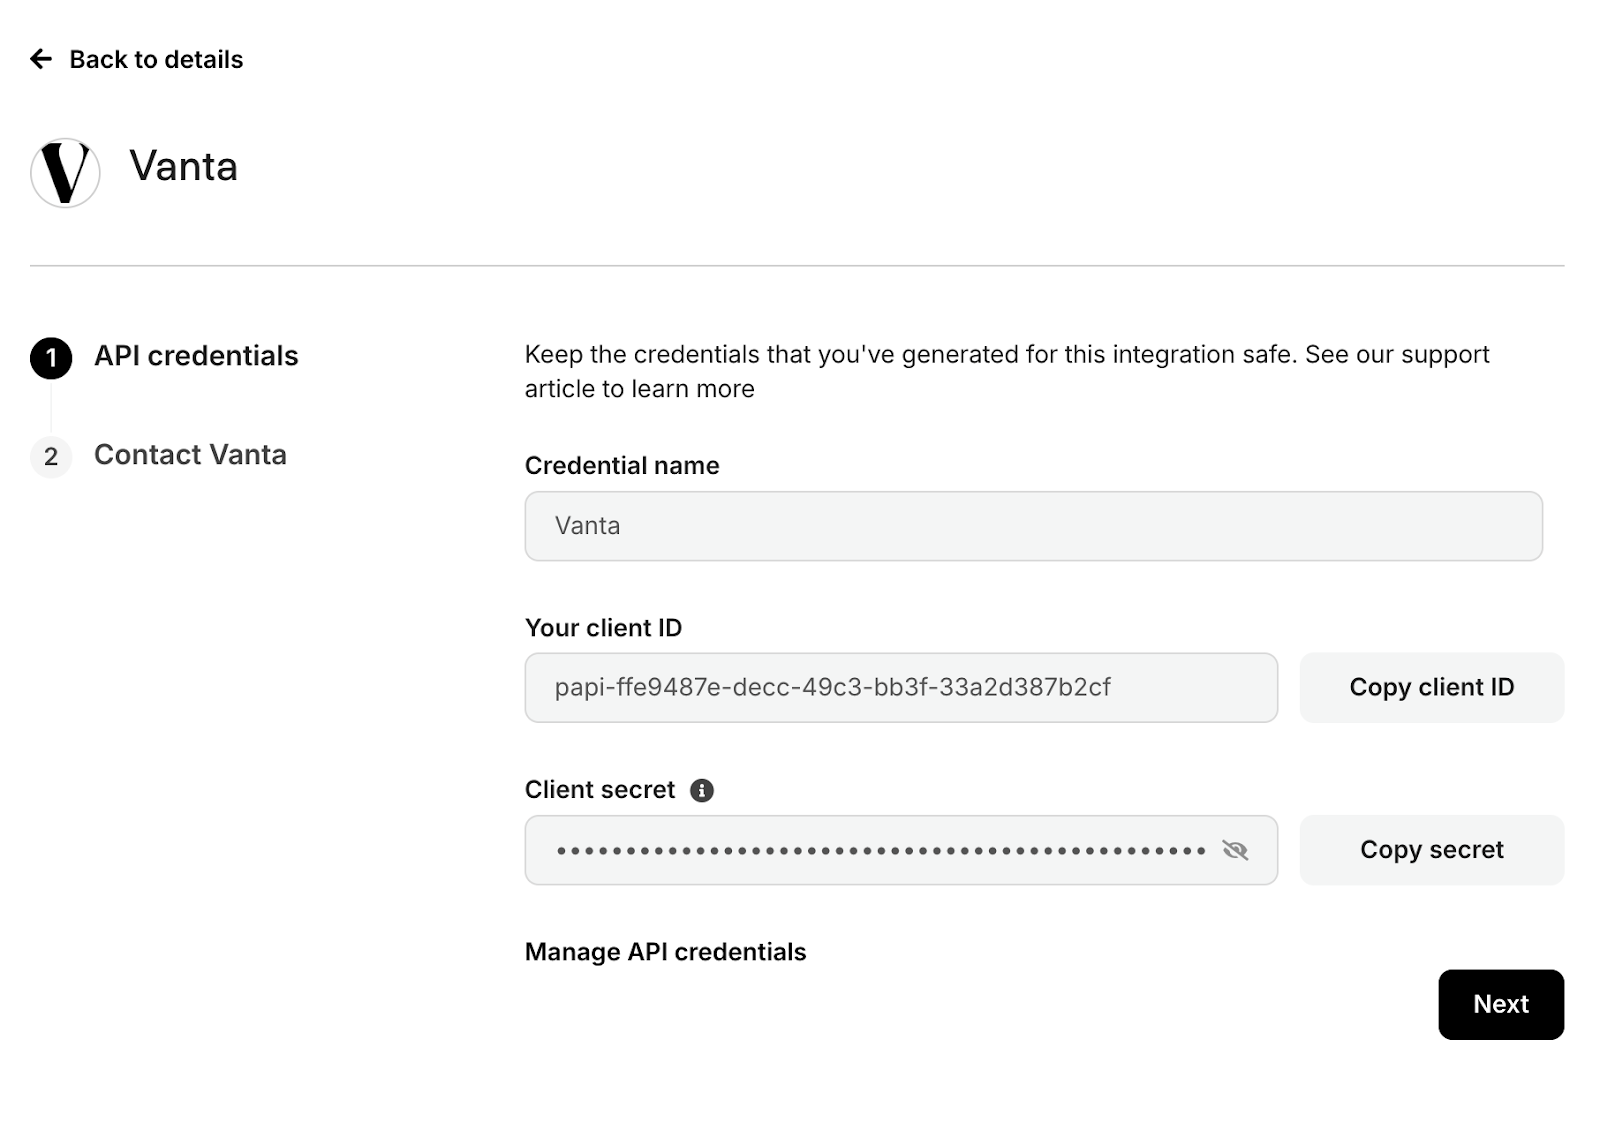 Back to details
V
Vanta
1 API credentials
2 Contact Vanta
Keep the credentials that you've generated for this integration safe. See our support
article to learn more
Credential name
Vanta
Your client ID
papi-ffe9487e-decc-49c3-bb3f-33a2d387b2cf
Copy client ID
Client secret
Copy secret
Manage API credentials
Next